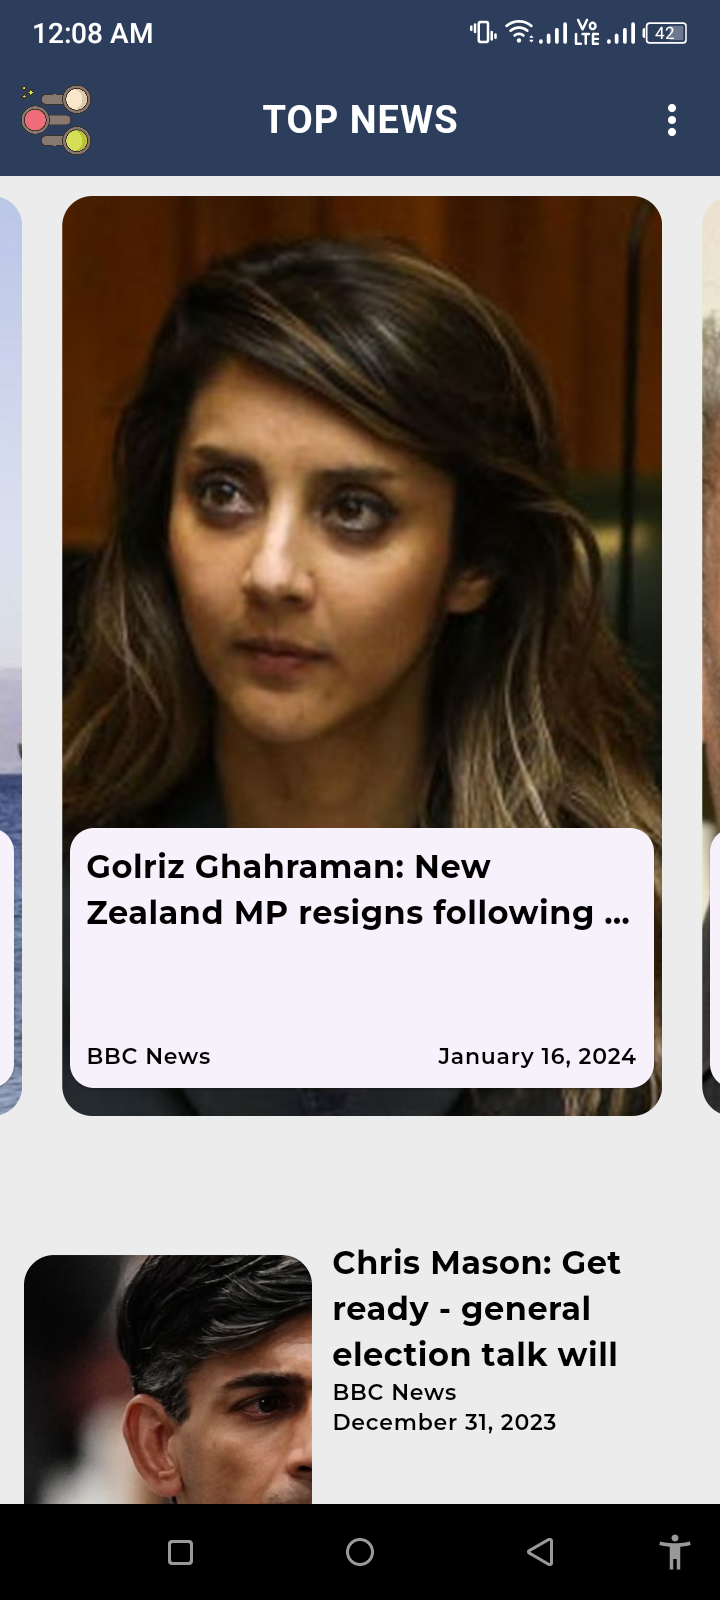 12:08 AM
Vo
LTE
42
TOP NEWS
Golriz Ghahraman: New
Zealand MP resigns following ...
BBC News
January 16, 2024
Chris Mason: Get
ready - general
election talk will
BBC News
December 31, 2023